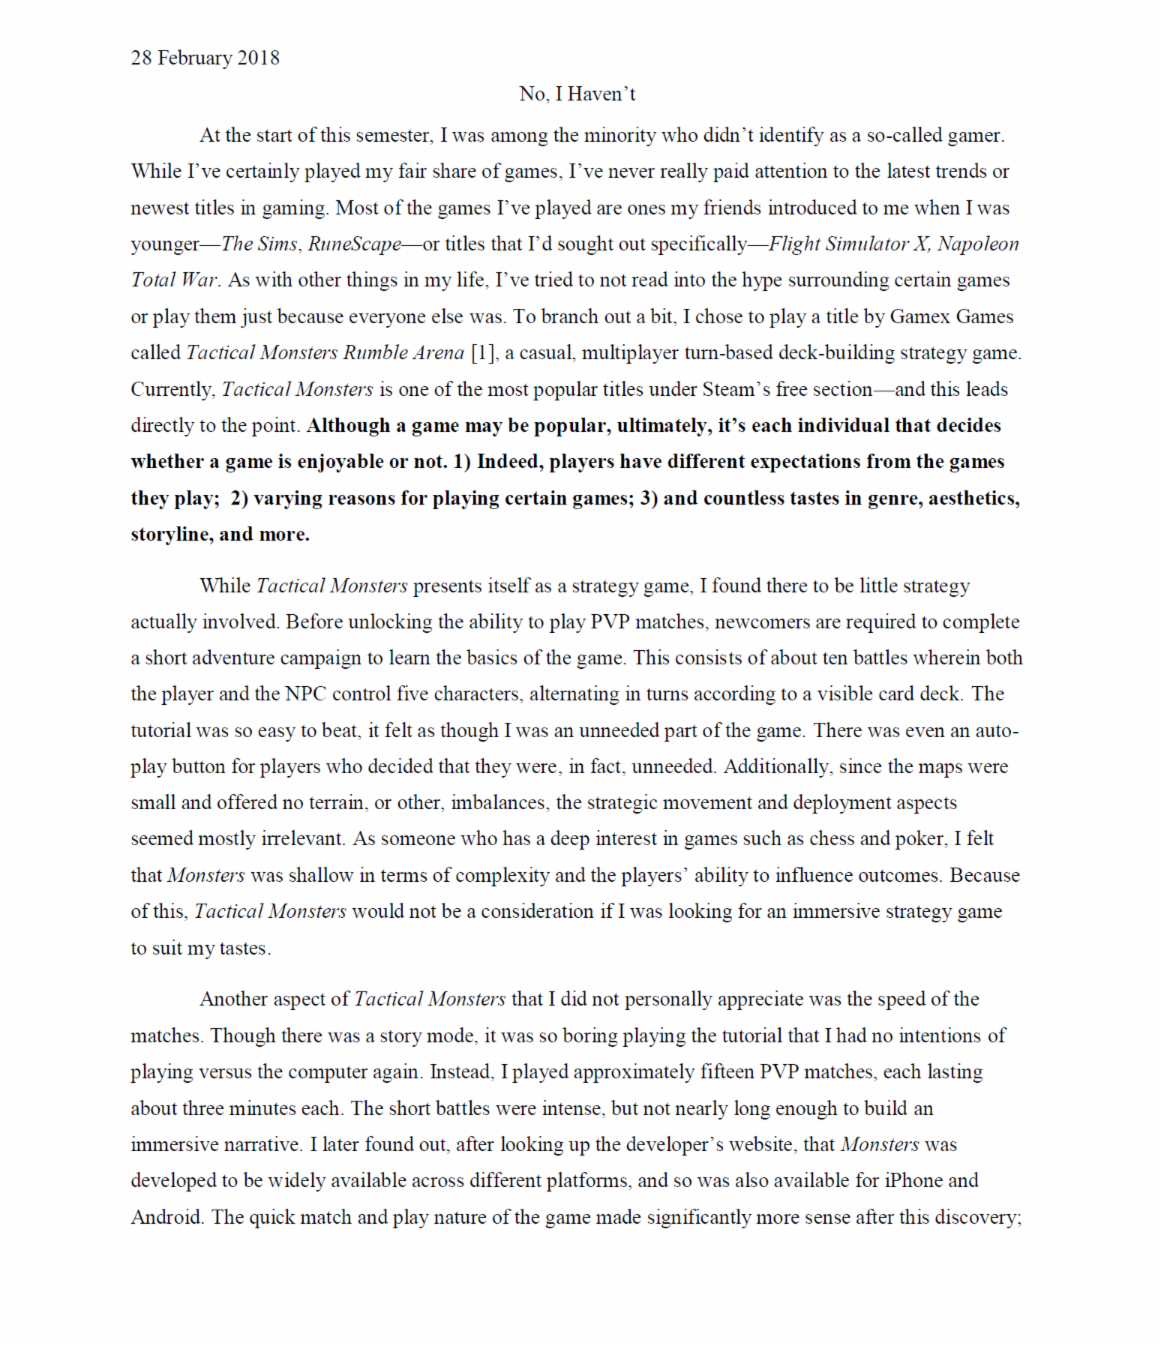 28 February 2018
No, I Haven’t
At the start of this semester, I was among the minority who didn’t identify as a so-called gamer.
While I’ve certainly played my fair share of games, I’ve never really paid attention to the latest trends or
newest titles in gaming. Most of the games I’ve played are ones my friends introduced to me when I was
younger—The Sims, RuneScape—or titles that I’d sought out specifically—Flight Simulator X, Napoleon
Total War. As with other things in my life, I’ve tried to not read into the hype surrounding certain games
or play them just because everyone else was. To branch out a bit, I chose to play a title by Gamex Games
called Tactical Monsters Rumble Arena [1], a casual, multiplayer turn-based deck-building strategy game.
Currently, Tactical Monsters is one of the most popular titles under Steam’s free section—and this leads
directly to the point. Although a game may be popular, ultimately, it’s each individual that decides
whether a game is enjoyable or not. 1) Indeed, players have different expectations from the games
they play;  2) varying reasons for playing certain games; 3) and countless tastes in genre, aesthetics,
storyline, and more.
While Tactical Monsters presents itself as a strategy game, I found there to be little strategy
actually involved. Before unlocking the ability to play PVP matches, newcomers are required to complete
a short adventure campaign to learn the basics of the game. This consists of about ten battles wherein both
the player and the NPC control five characters, alternating in turns according to a visible card deck. The
tutorial was so easy to beat, it felt as though I was an unneeded part of the game. There was even an auto-
play button for players who decided that they were, in fact, unneeded. Additionally, since the maps were
small and offered no terrain, or other, imbalances, the strategic movement and deployment aspects
seemed mostly irrelevant. As someone who has a deep interest in games such as chess and poker, I felt
that Monsters was shallow in terms of complexity and the players’ ability to influence outcomes. Because
of this, Tactical Monsters would not be a consideration if I was looking for an immersive strategy game
to suit my tastes.
Another aspect of Tactical Monsters that I did not personally appreciate was the speed of the
matches. Though there was a story mode, it was so boring playing the tutorial that I had no intentions of
playing versus the computer again. Instead, I played approximately fifteen PVP matches, each lasting
about three minutes each. The short battles were intense, but not nearly long enough to build an
immersive narrative. I later found out, after looking up the developer’s website, that Monsters was
developed to be widely available across different platforms, and so was also available for iPhone and
Android. The quick match and play nature of the game made significantly more sense after this discovery;